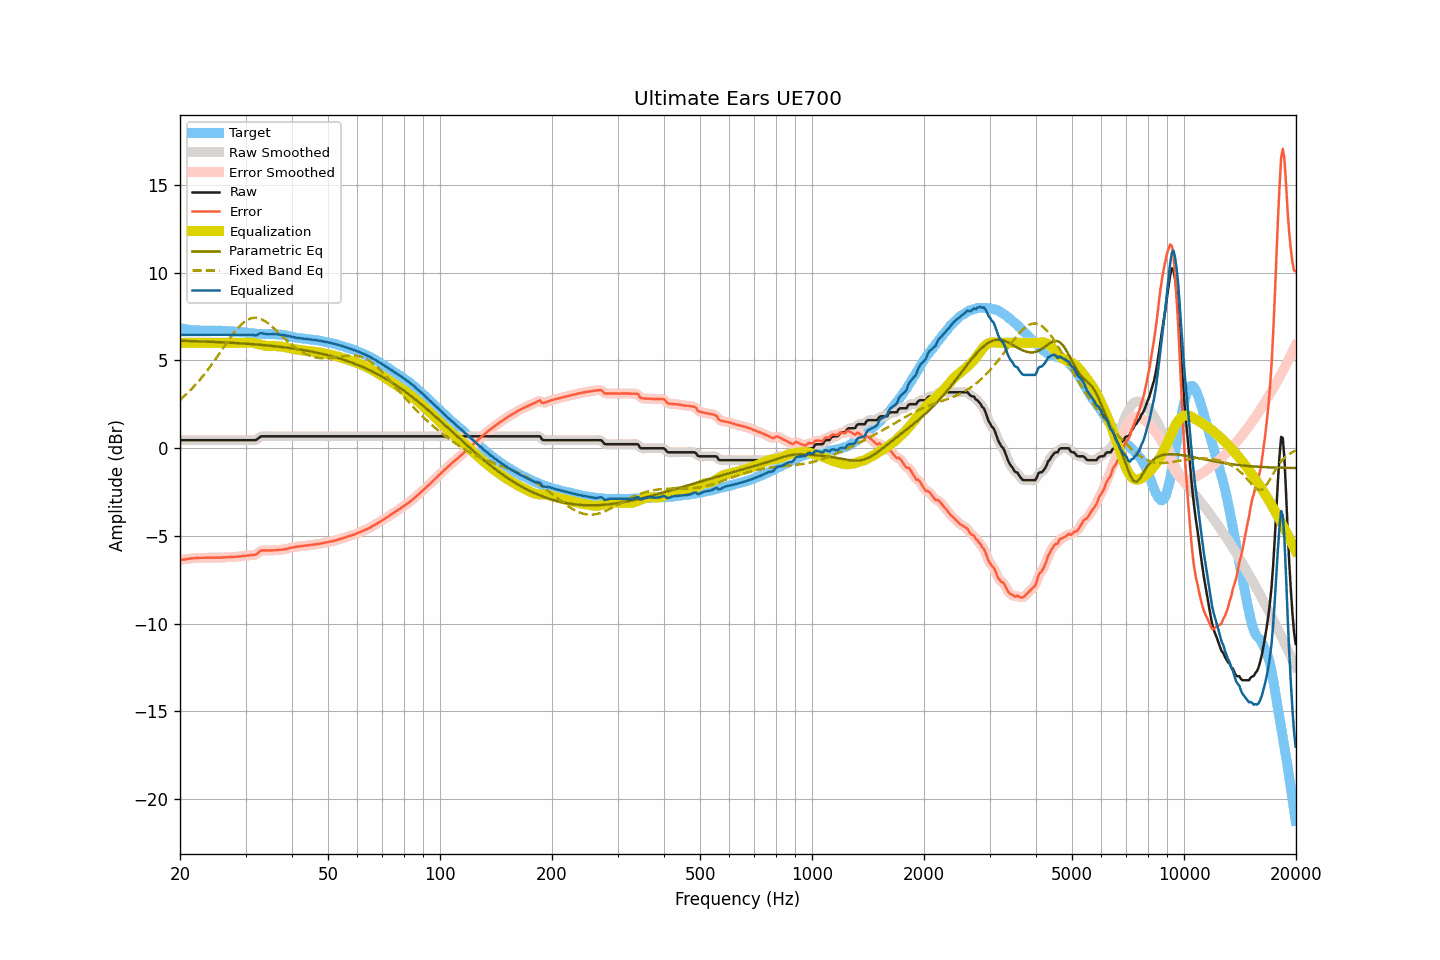 Ultimate Ears UE700
Target
Raw Smoothed
Error Smoothed
Raw
Error
Equalization
Parametric Eq
Fixed Band Eq
Equalized
15
10
5
0
−5
−10
−15
−20
Amplitude (dBr)
20 50 100 200 500 1000 2000 5000 10000 20000
Frequency (Hz)